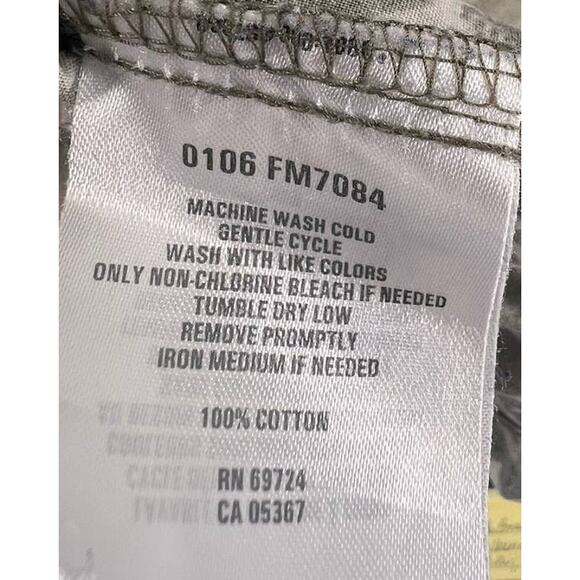 0106 FM7084
MACHINE WASH COLD
GENTLE CYCLE
WASH WITH LIKE COLORS
ONLY NON-CHLORINE BLEACH IF NEEDED
TUMBLE DRY LOW
REMOVE PROMPTLY
IRON MEDIUM IF NEEDED
100% COTTON
RN 69724
CA 05367